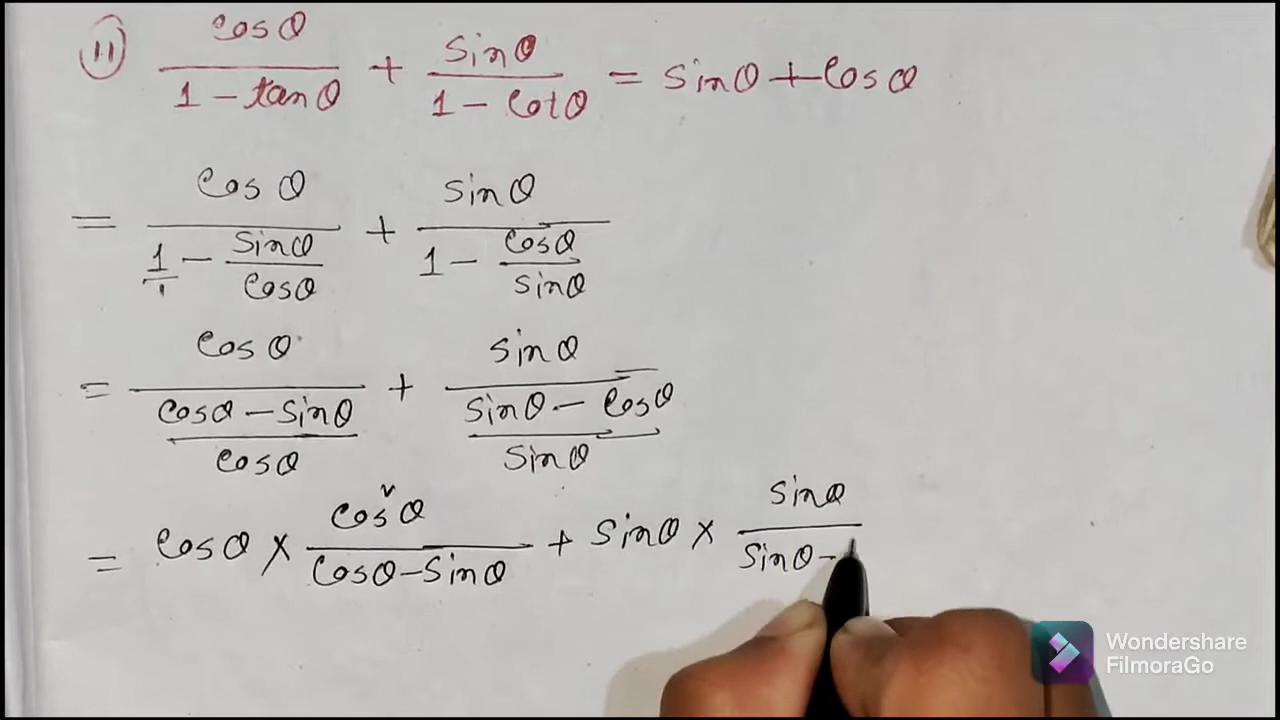 11) cosθ / (1 - tanθ) + sinθ / (1 - cotθ) = sinθ + cosθ
= cosθ / (1/1 - sinθ/cosθ) + sinθ / (1 - cosθ/sinθ)
= cosθ / ((cosθ - sinθ)/cosθ) + sinθ / ((sinθ - cosθ)/sinθ)
= cosθ × cos²θ / (cosθ - sinθ) + sinθ × sinθ / (sinθ -
Wondershare
FilmoraGo